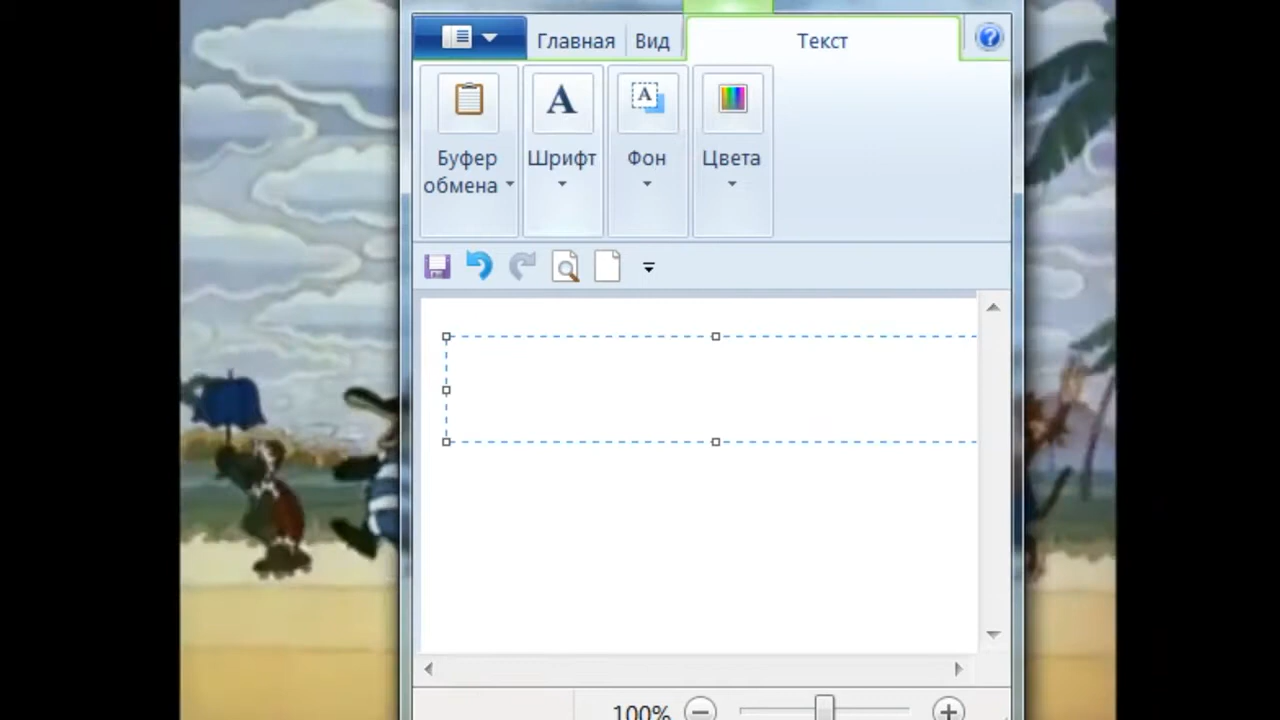 Главная Вид Текст
Буфер обмена
Шрифт
Фон
Цвета
100%